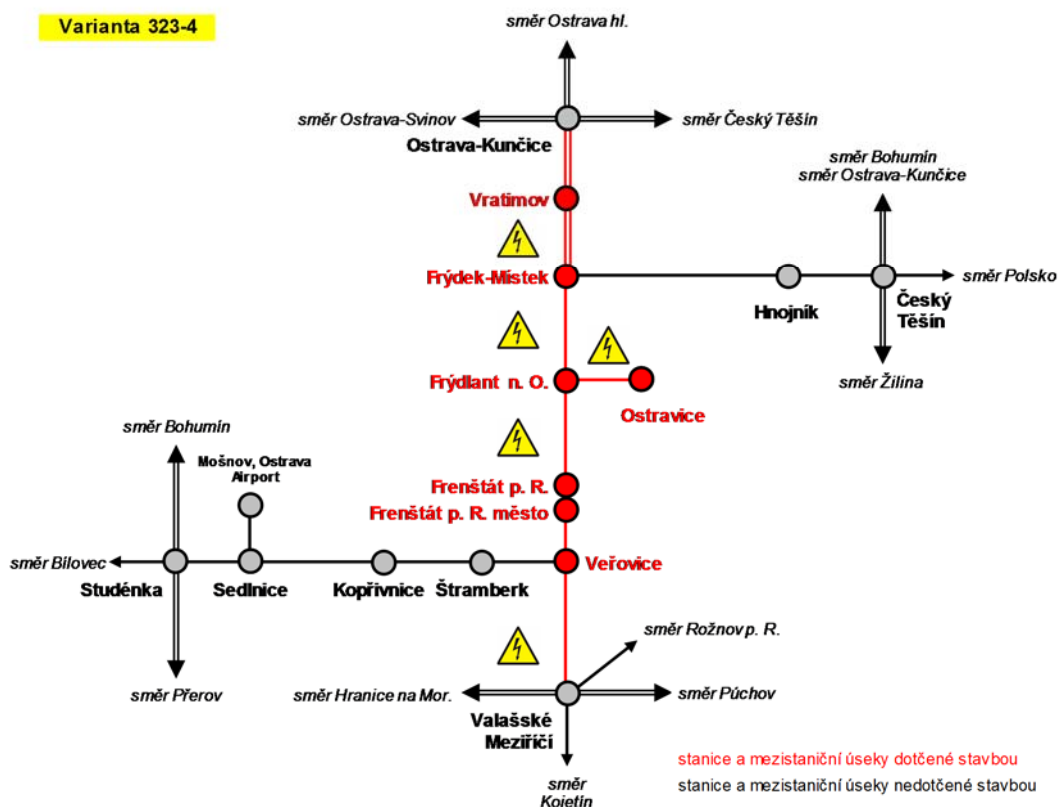 Varianta 323-4
směr Ostrava hl.
směr Ostrava-Svinov
směr Český Těšín
Ostrava-Kunčice
směr Bohumín
směr Ostrava-Kunčice
Vratimov
Frýdek-Místek
směr Polsko
Hnojník
Český
Těšín
Frýdlant n. O.
směr Žilina
Ostravice
směr Bohumín
Mošnov, Ostrava
Airport
Frenštát p. R.
Frenštát p. R. město
směr Bílovec
Studénka
Sedlnice
Kopřivnice
Štramberk
Veřovice
směr Rožnov p. R.
směr Přerov
směr Hranice na Mor.
směr Púchov
Valašské
Meziříčí
směr
Kojetín
stanice a mezistaniční úseky dotčené stavbou
stanice a mezistaniční úseky nedotčené stavbou